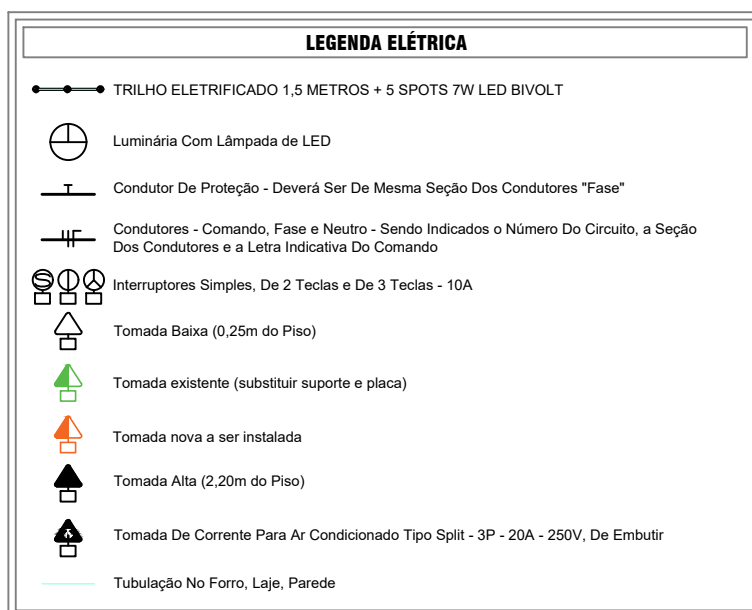 LEGENDA ELÉTRICA
TRILHO ELETRIFICADO 1,5 METROS + 5 SPOTS 7W LED BIVOLT
Luminária Com Lâmpada de LED
Condutor De Proteção - Deverá Ser De Mesma Seção Dos Condutores "Fase"
Condutores - Comando, Fase e Neutro - Sendo Indicados o Número Do Circuito, a Seção
Dos Condutores e a Letra Indicativa Do Comando
Interruptores Simples, De 2 Teclas e De 3 Teclas - 10A
Tomada Baixa (0,25m do Piso)
Tomada existente (substituir suporte e placa)
Tomada nova a ser instalada
Tomada Alta (2,20m do Piso)
Tomada De Corrente Para Ar Condicionado Tipo Split - 3P - 20A - 250V, De Embutir
Tubulação No Forro, Laje, Parede